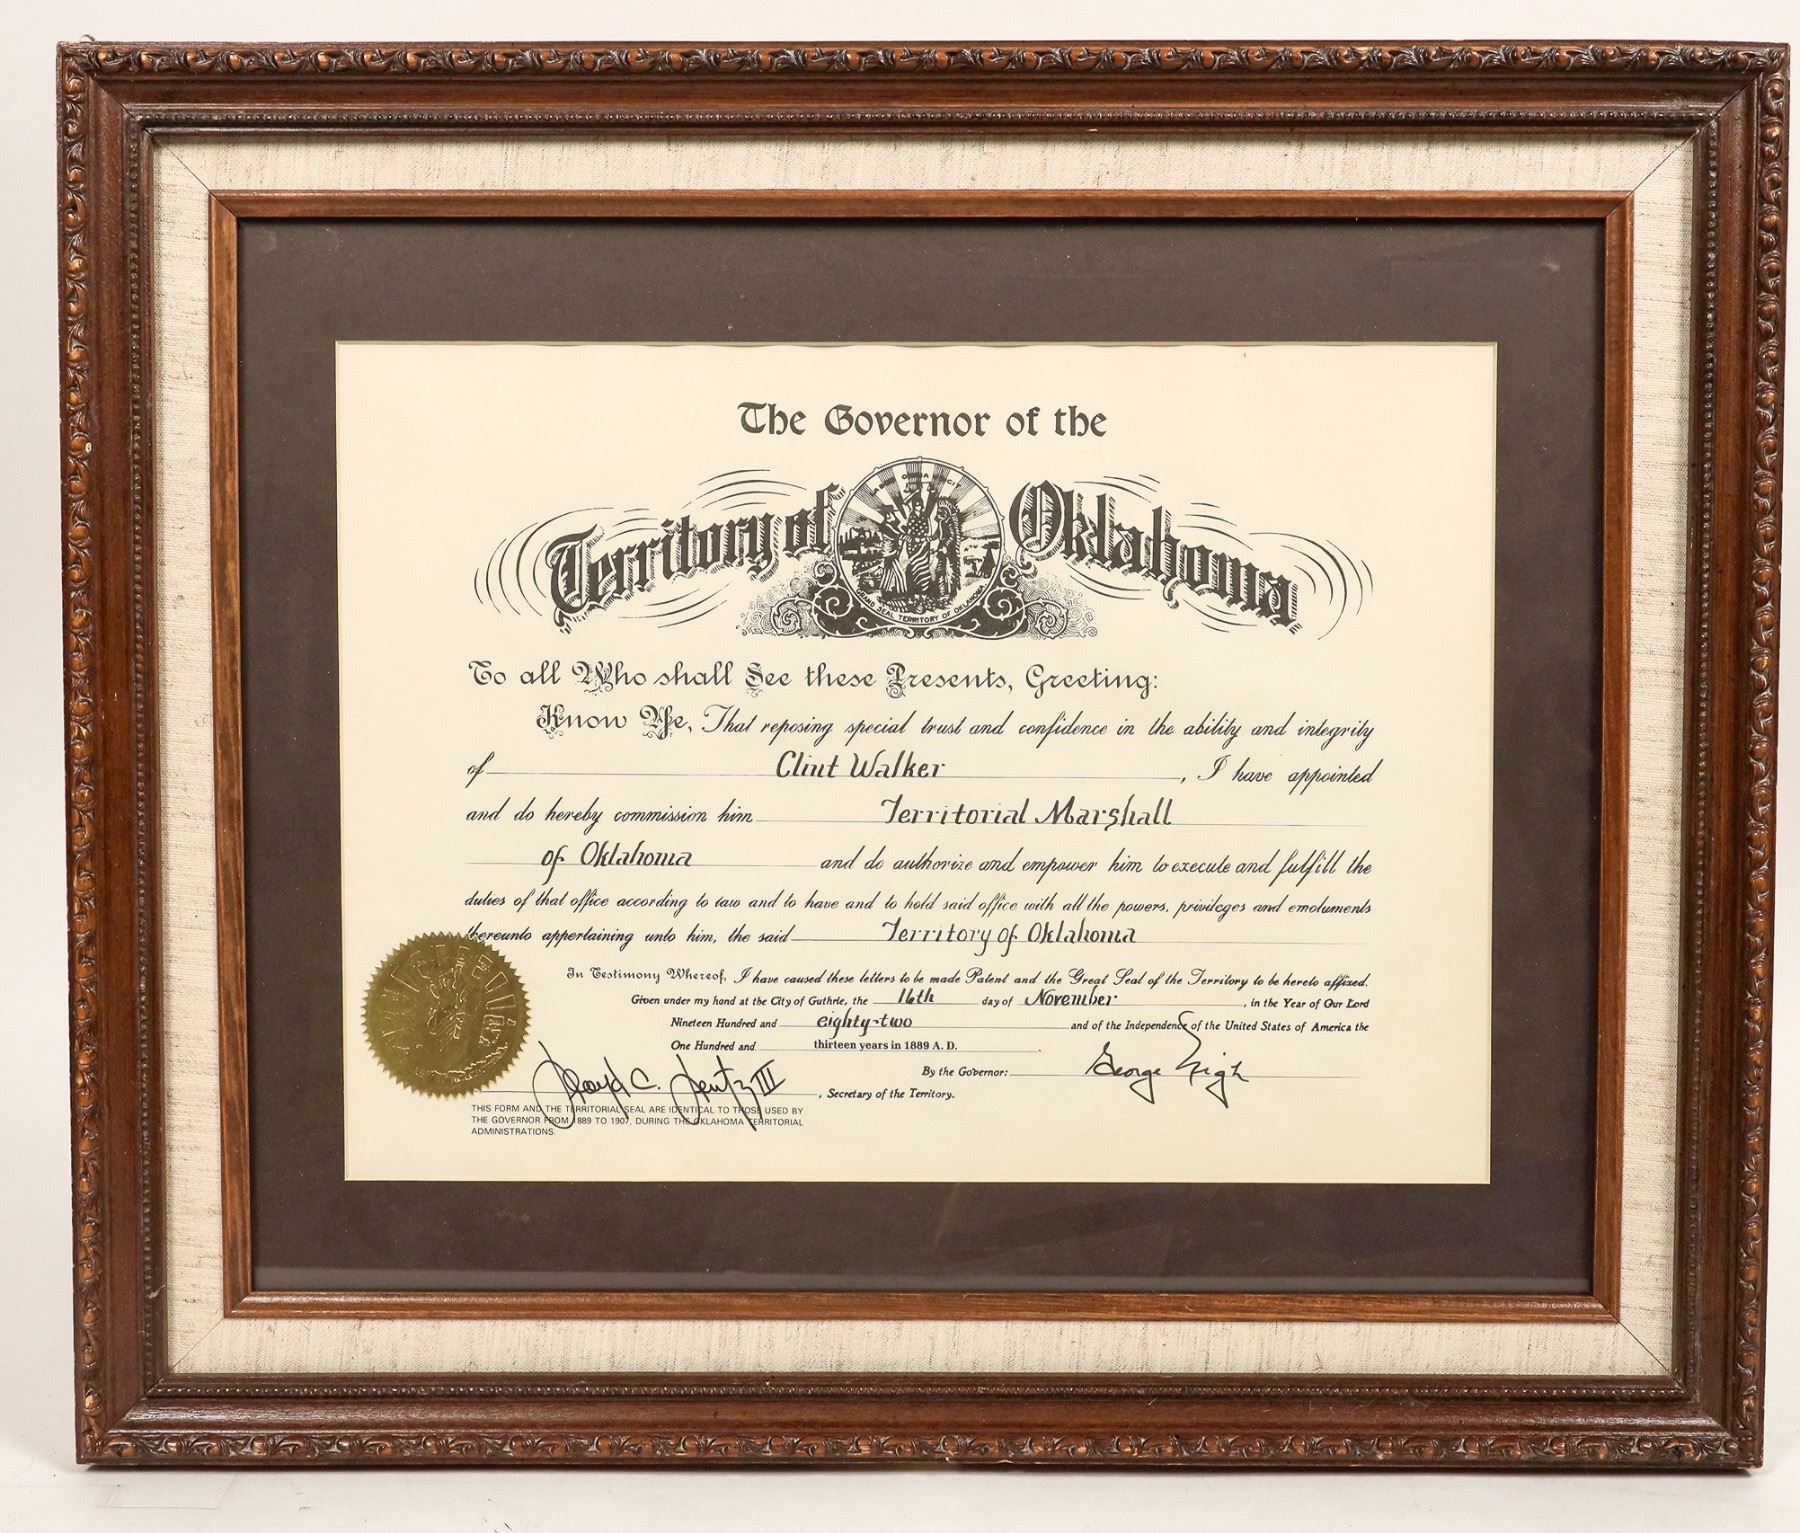 The Governor of the
Territory of Oklahoma
LABOR OMNIA VINCIT
GRAND SEAL TERRITORY OF OKLAHOMA
To all Who shall See these Presents, Greeting:
Know Ye, That reposing special trust and confidence in the ability and integrity
of Clint Walker, I have appointed
and do hereby commission him Territorial Marshall
of Oklahoma and do authorize and empower him to execute and fulfill the
duties of that office according to law and to have and to hold said office with all the powers, privileges and emoluments
thereunto appertaining unto him, the said Territory of Oklahoma
In Testimony Whereof, I have caused these letters to be made Patent and the Great Seal of the Territory to be hereto affixed.
Given under my hand at the City of Guthrie, the 16th day of November, in the Year of Our Lord
Nineteen Hundred and eighty-two and of the Independence of the United States of America the
One Hundred and thirteen years in 1889 A.D.
By the Governor: George Nigh
, Secretary of the Territory.
THIS FORM AND THE TERRITORIAL SEAL ARE IDENTICAL TO THOSE USED BY
THE GOVERNOR FROM 1889 TO 1907, DURING THE OKLAHOMA TERRITORIAL
ADMINISTRATIONS.